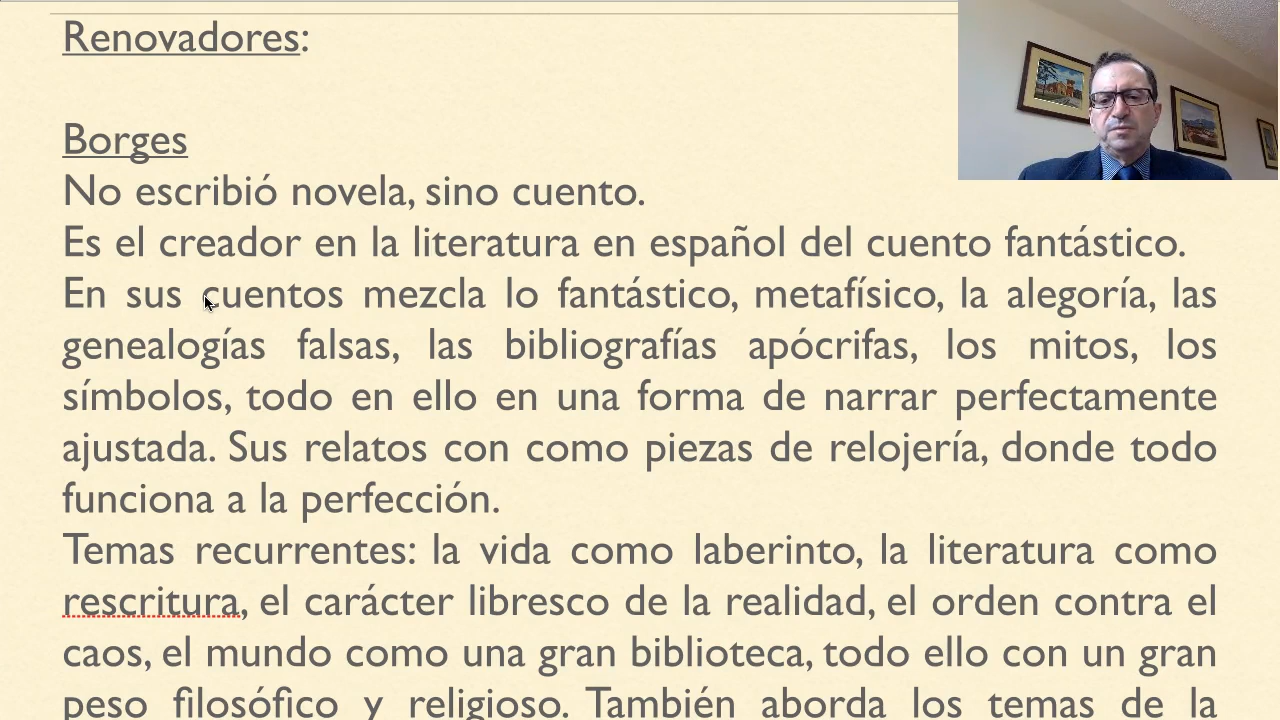 Renovadores:
Borges
No escribió novela, sino cuento.
Es el creador en la literatura en español del cuento fantástico.
En sus cuentos mezcla lo fantástico, metafísico, la alegoría, las
genealogías falsas, las bibliografías apócrifas, los mitos, los
símbolos, todo en ello en una forma de narrar perfectamente
ajustada. Sus relatos con como piezas de relojería, donde todo
funciona a la perfección.
Temas recurrentes: la vida como laberinto, la literatura como
rescritura, el carácter libresco de la realidad, el orden contra el
caos, el mundo como una gran biblioteca, todo ello con un gran
peso filosófico y religioso. También aborda los temas de la